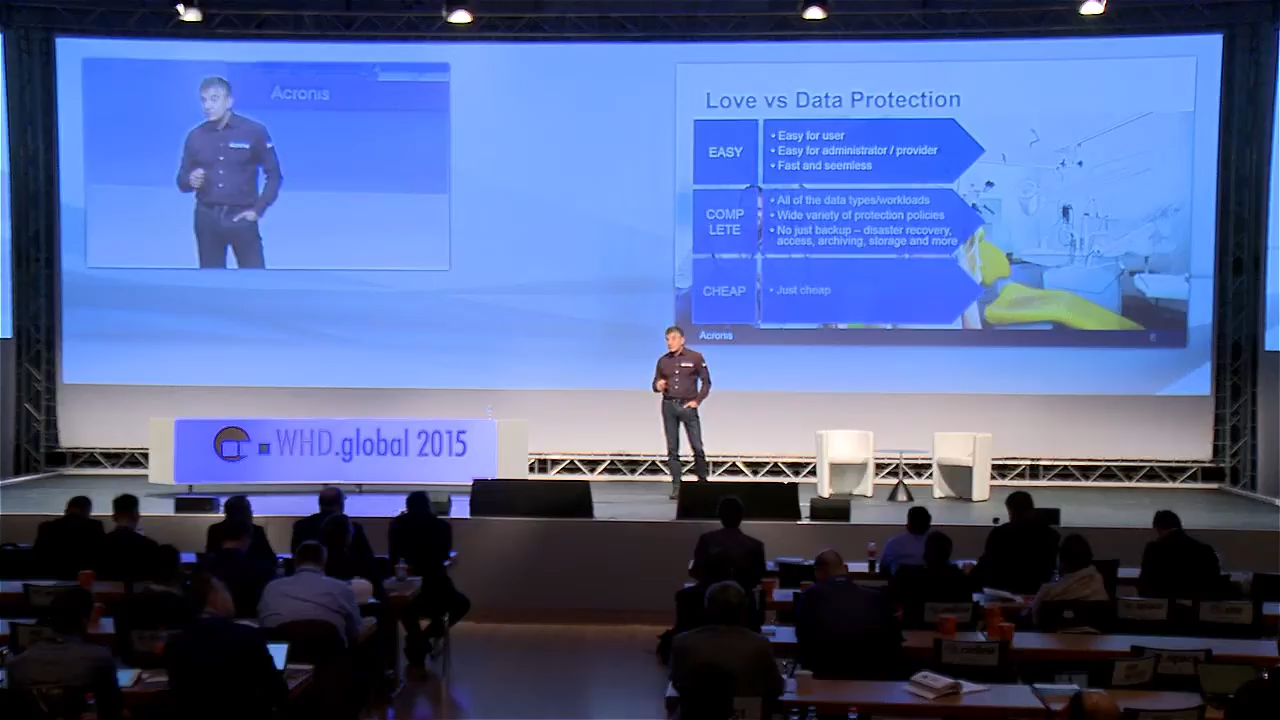 Acronis
Love vs Data Protection
EASY
• Easy for user
• Easy for administrator / provider
• Fast and seemless
COMP
LETE
• All of the data types/workloads
• Wide variety of protection policies
• No just backup – disaster recovery,
access, archiving, storage and more
CHEAP
• Just cheap
Acronis
WHD.global 2015